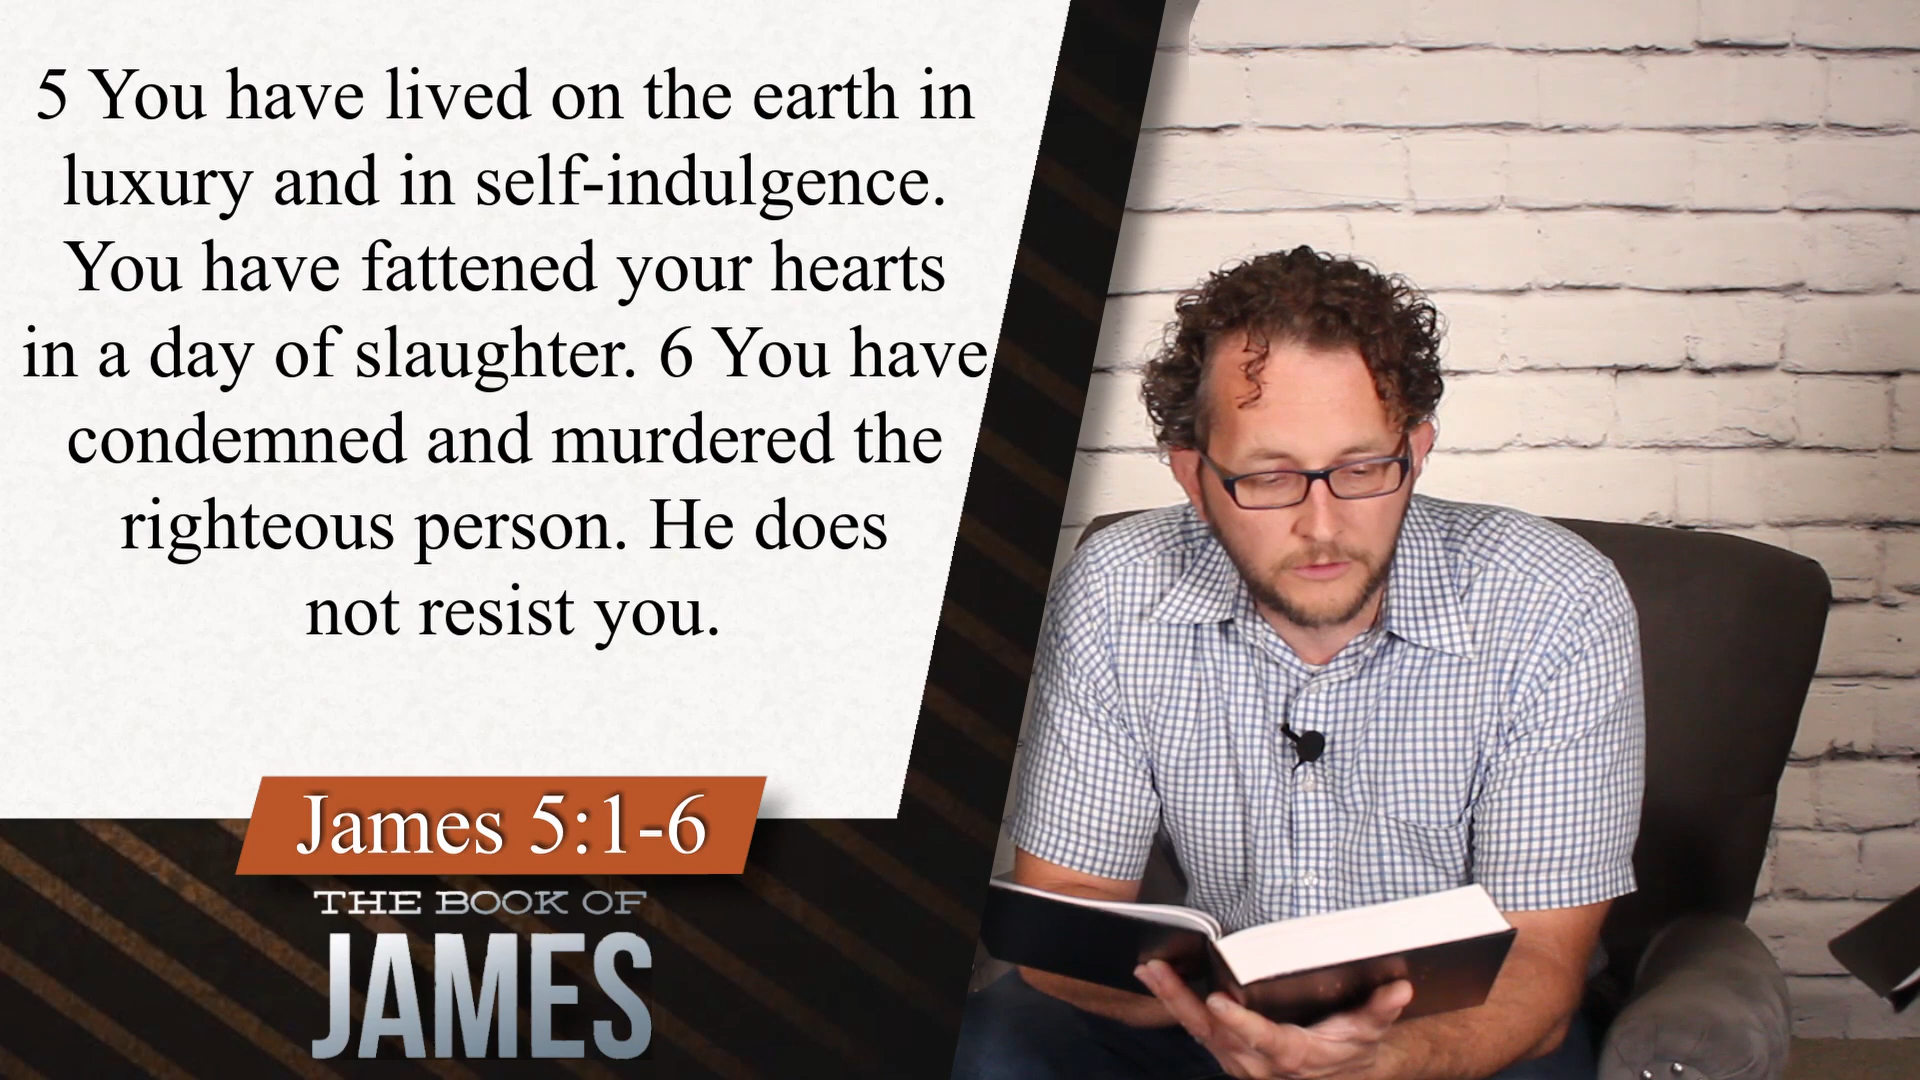 5 You have lived on the earth in
luxury and in self-indulgence.
You have fattened your hearts
in a day of slaughter. 6 You have
condemned and murdered the
righteous person. He does
not resist you.
James 5:1-6
THE BOOK OF
JAMES